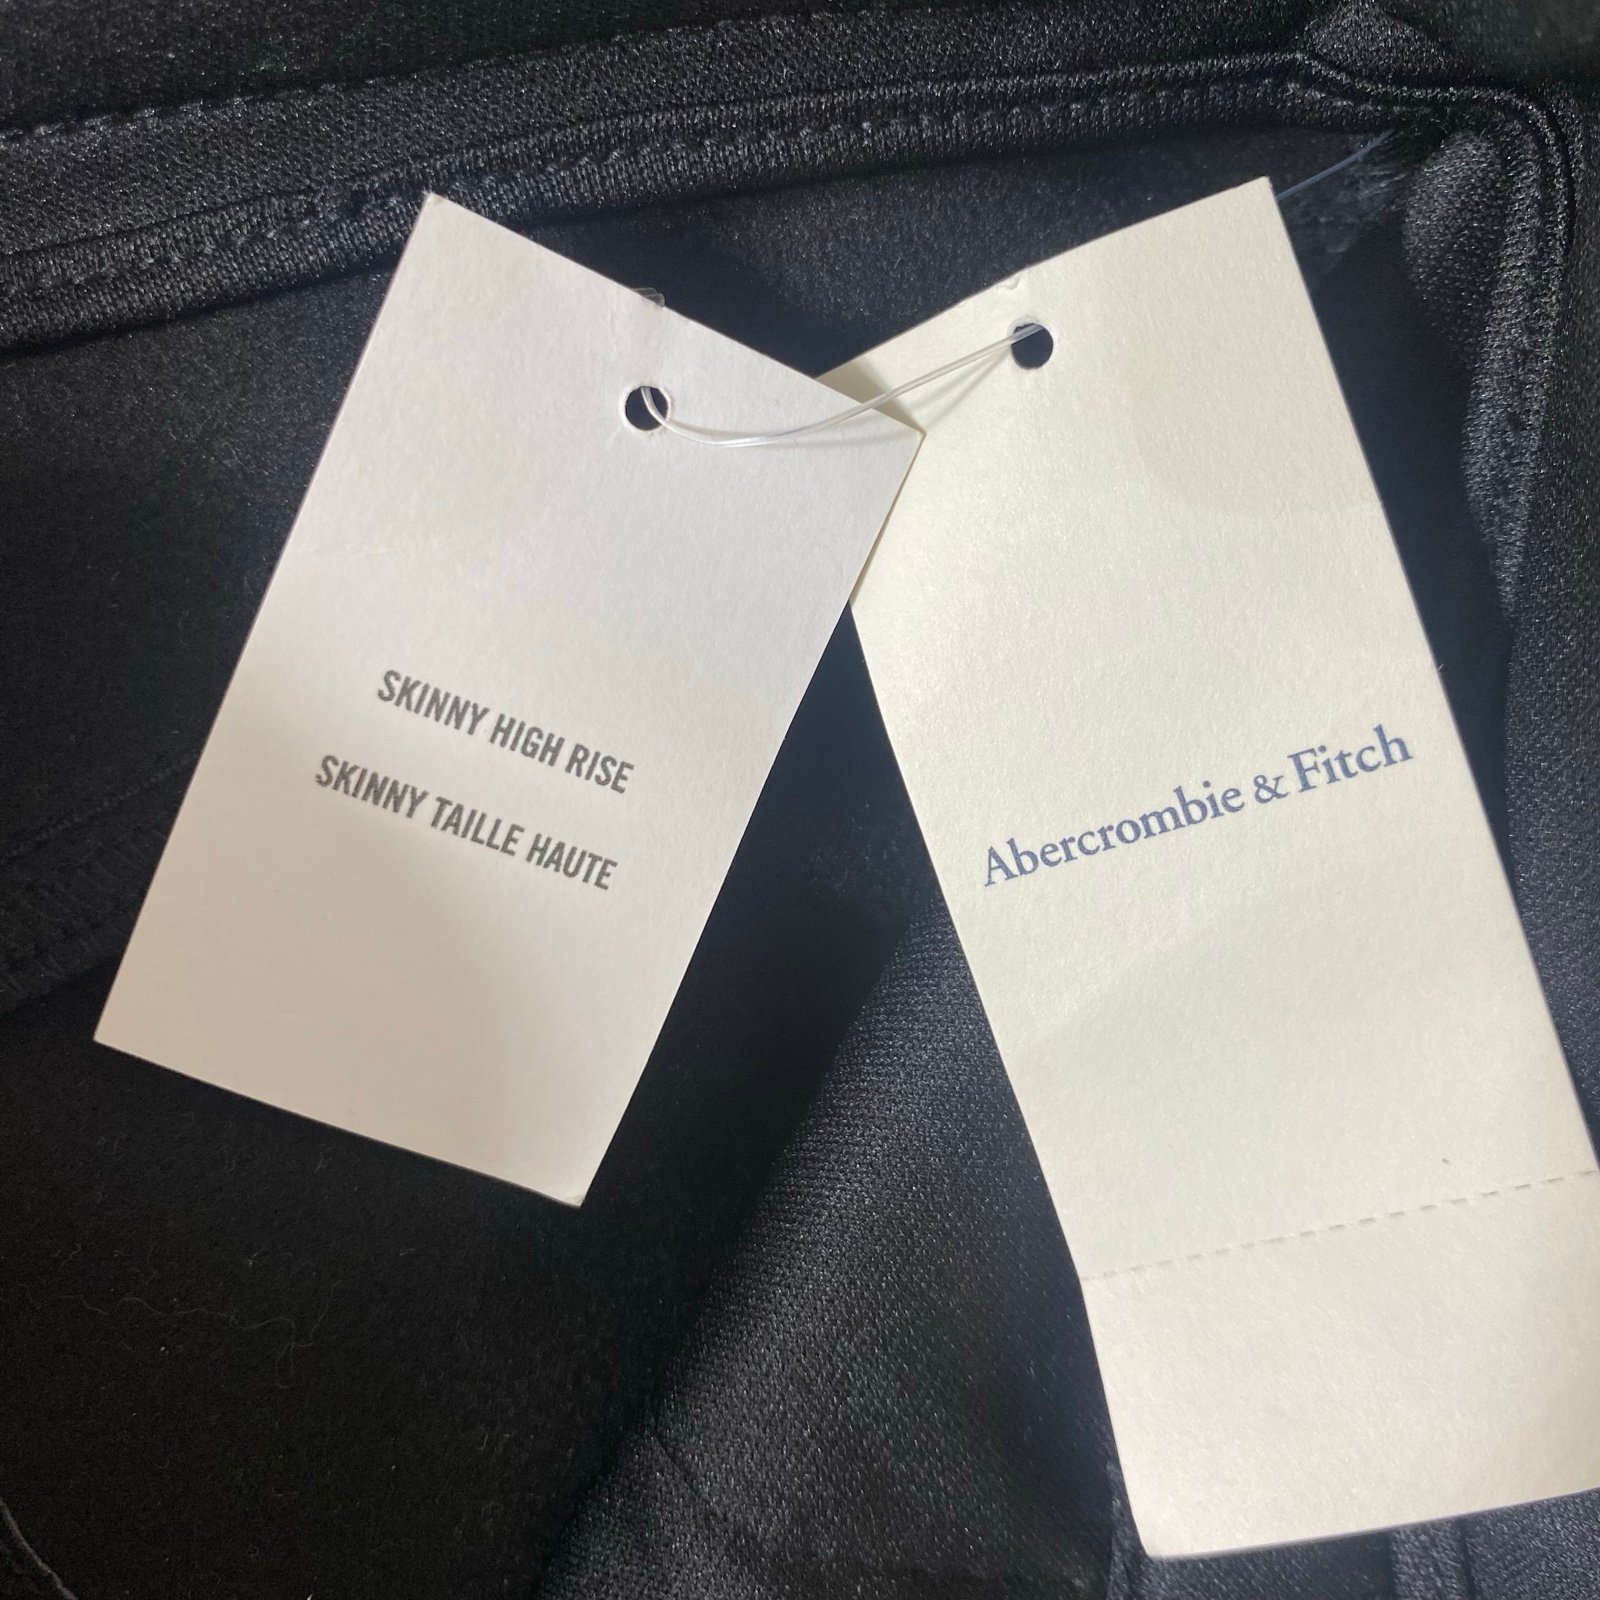 SKINNY HIGH RISE
SKINNY TAILLE HAUTE
Abercrombie & Fitch